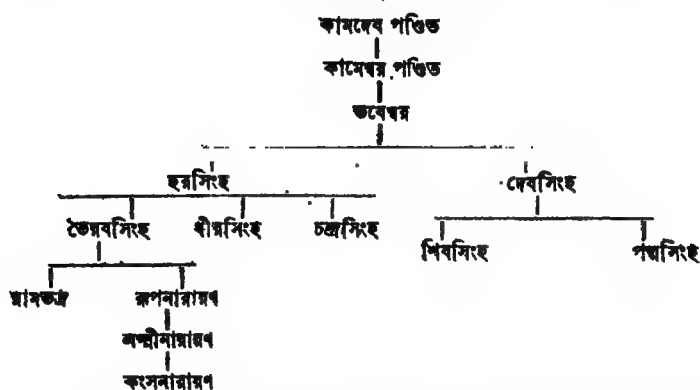 কামদেব পণ্ডিত
কামেশ্বর পণ্ডিত
ভবেশ্বর
হরসিংহ দেবসিংহ
ভৈরবসিংহ ধীরসিংহ চন্দ্রসিংহ
শিবসিংহ পদ্মসিংহ
রামভদ্র রূপনারায়ণ
লক্ষ্মীনারায়ণ
কংসনারায়ণ